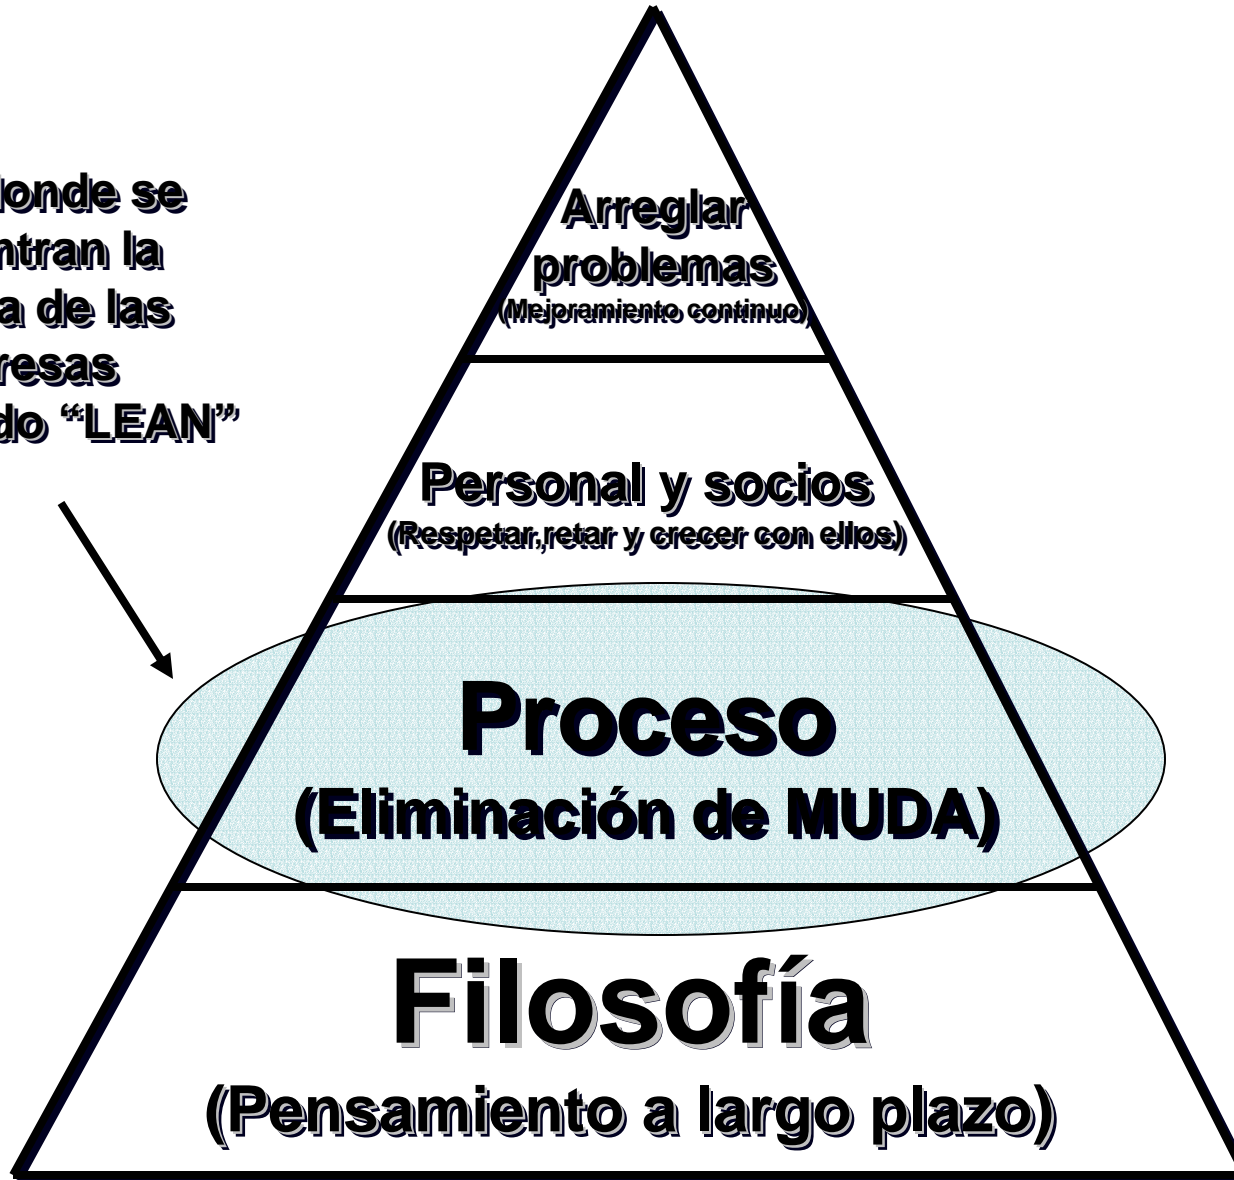 donde se
ntran la
a de las
resas
do “LEAN”
Arreglar
problemas
(Mejoramiento continuo)
Personal y socios
(Respetar,retar y crecer con ellos)
Proceso
(Eliminación de MUDA)
Filosofía
(Pensamiento a largo plazo)